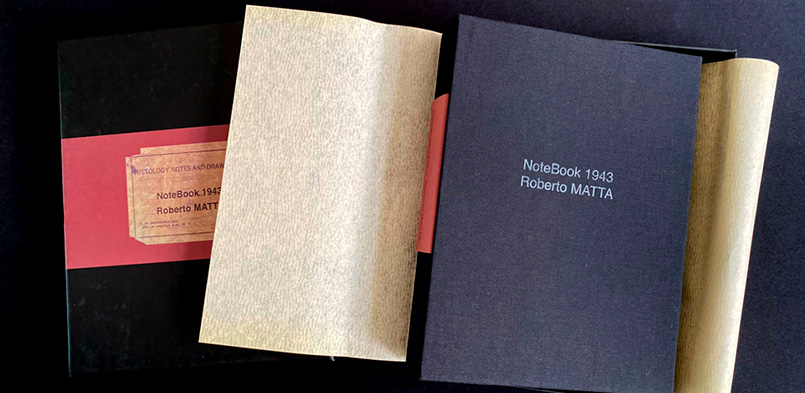 HISTOLOGY NOTES AND DRAW
NoteBook 1943
Roberto MATTA
NoteBook 1943
Roberto MATTA